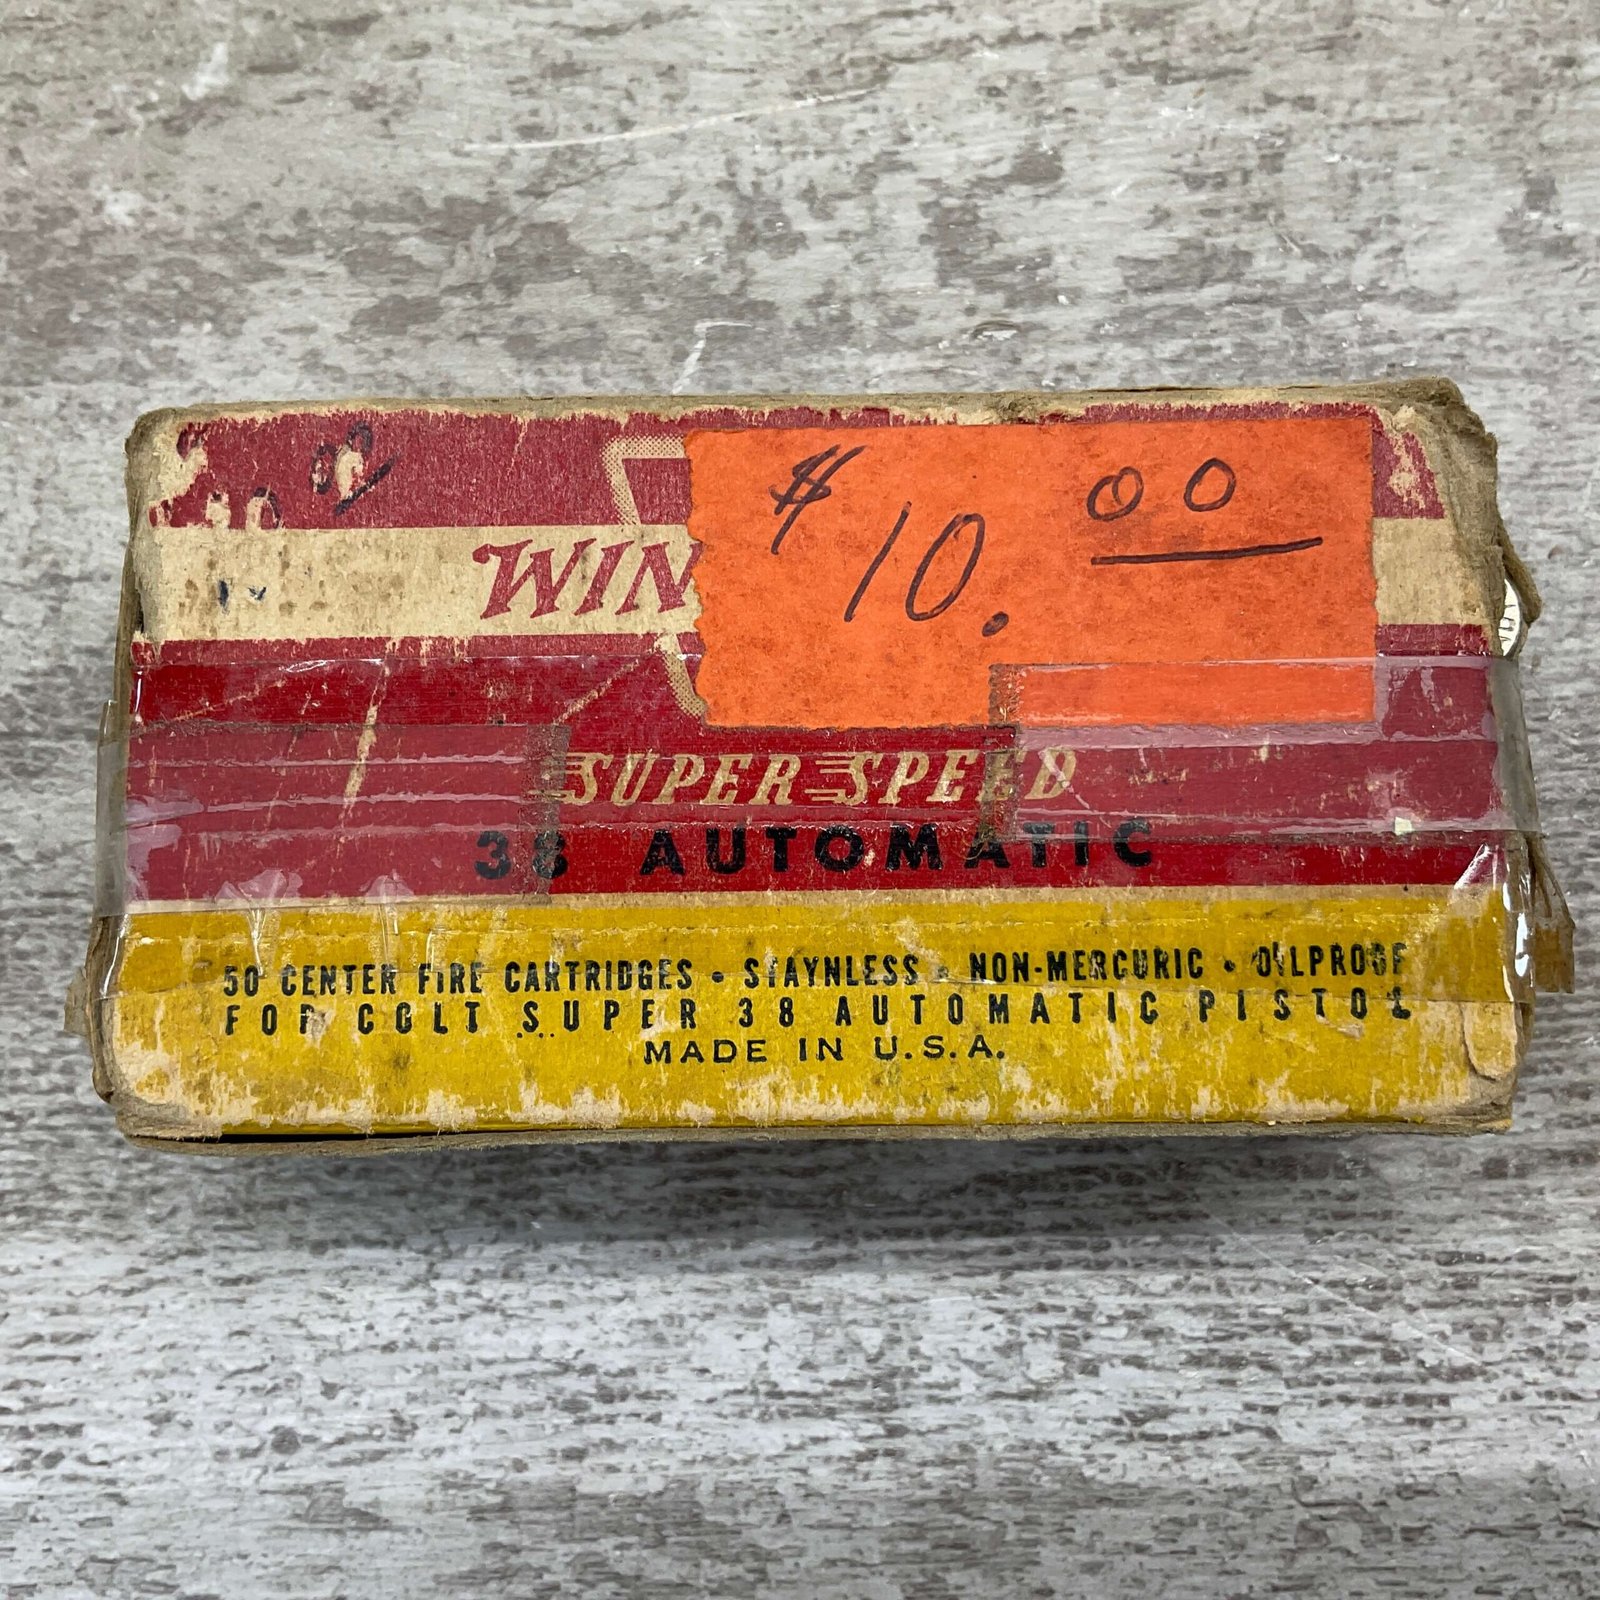 $10.00
WIN
SUPER SPEED
38 AUTOMATIC
50 CENTER FIRE CARTRIDGES • STAYNLESS • NON-MERCURIC • OILPROOF
FOR COLT SUPER 38 AUTOMATIC PISTOL
MADE IN U.S.A.